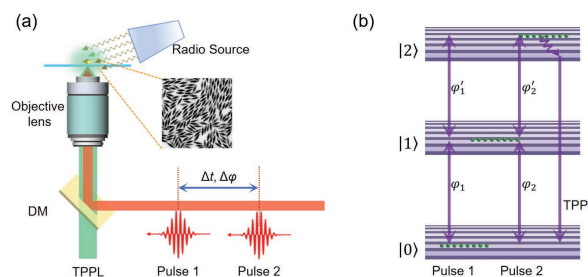 (a)
Radio Source
Objective
lens
Δt, Δφ
DM
TPPL
Pulse 1
Pulse 2
(b)
|2⟩
φ′₁
φ′₂
|1⟩
φ₁
φ₂
TPP
|0⟩
Pulse 1
Pulse 2